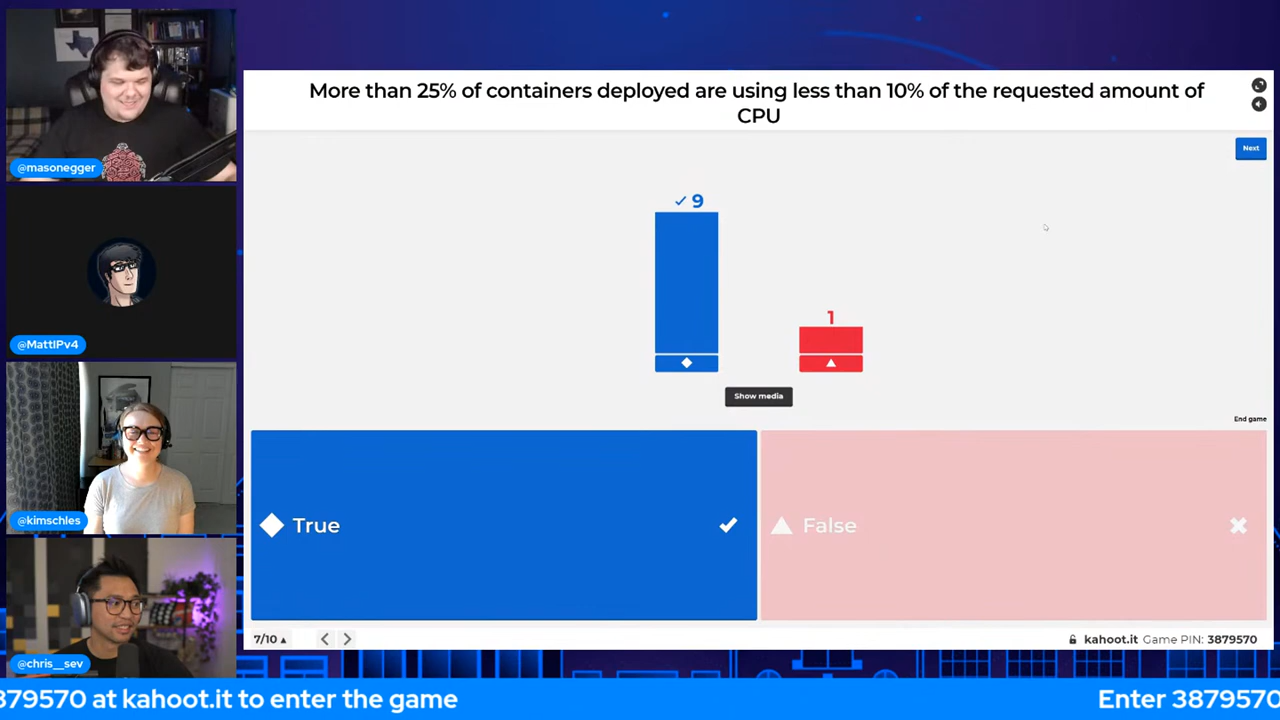 @masonegger
@MattIPv4
@kimschles
@chris__sev
More than 25% of containers deployed are using less than 10% of the requested amount of
CPU
Next
9
1
Show media
End game
True
False
7/10
kahoot.it Game PIN: 3879570
879570 at kahoot.it to enter the game
Enter 3879570